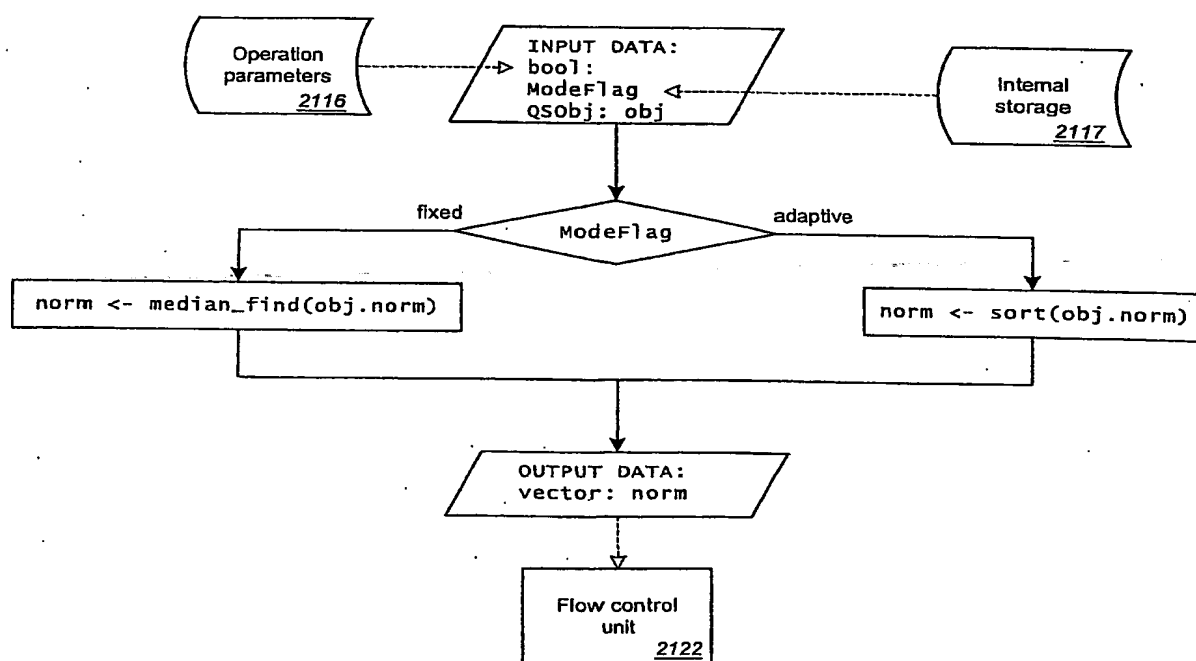 Operation
parameters
2116
INPUT DATA:
bool:
ModeFlag
QSObj: obj
Internal
storage
2117
fixed
ModeFlag
adaptive
norm <- median_find(obj.norm)
norm <- sort(obj.norm)
OUTPUT DATA:
vector: norm
Flow control
unit
2122